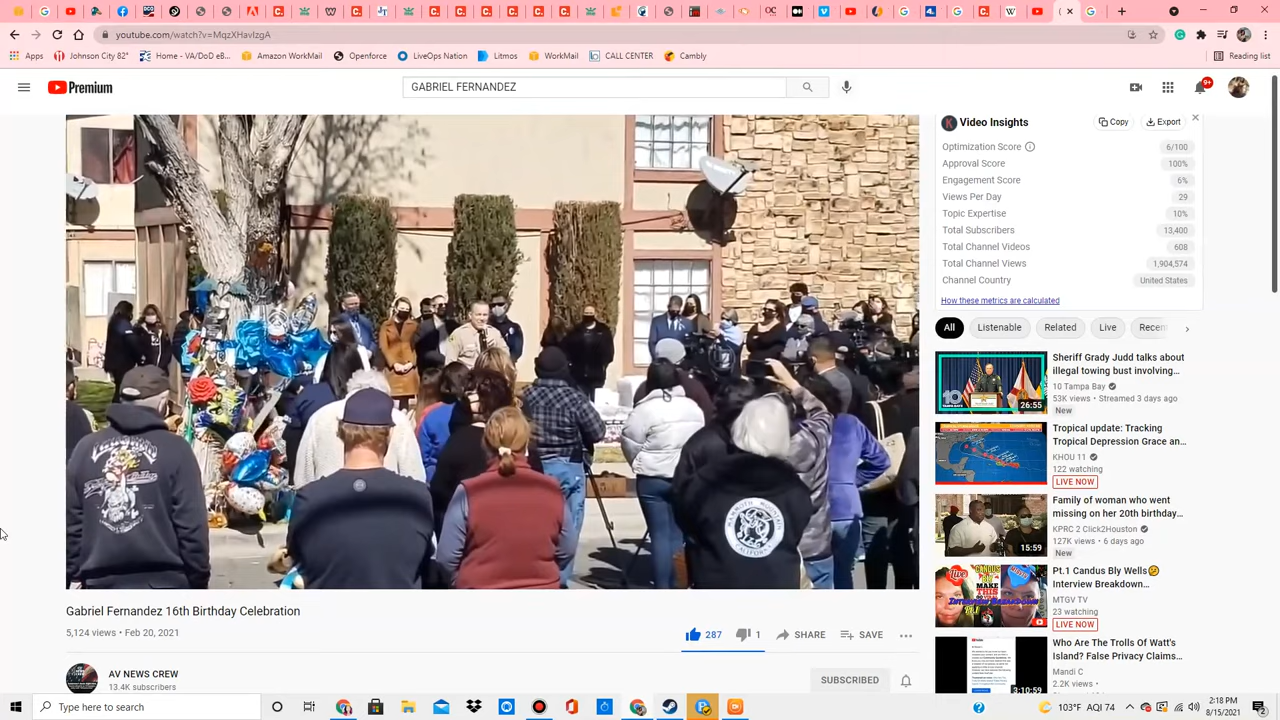 youtube.com/watch?v=MqzXHavIzgA
Apps
Johnson City 82°
Home - VA/DoD eB...
Amazon WorkMail
Openforce
LiveOps Nation
Litmos
WorkMail
CALL CENTER
Cambly
Reading list
Premium
GABRIEL FERNANDEZ
9+
Video Insights
Copy
Export
Optimization Score
6/100
Approval Score
100%
Engagement Score
6%
Views Per Day
29
Topic Expertise
10%
Total Subscribers
13,400
Total Channel Videos
608
Total Channel Views
1,904,574
Channel Country
United States
How these metrics are calculated
All
Listenable
Related
Live
Recen
Sheriff Grady Judd talks about
illegal towing bust involving...
10 Tampa Bay
53K views • Streamed 3 days ago
New
26:55
Tropical update: Tracking
Tropical Depression Grace an...
KHOU 11
122 watching
LIVE NOW
Family of woman who went
missing on her 20th birthday...
KPRC 2 Click2Houston
127K views • 6 days ago
New
15:59
Pt.1 Candus Bly Wells
Interview Breakdown...
MTGV TV
23 watching
LIVE NOW
Who Are The Trolls Of Watt's
Island? False Privacy Claims...
Mandi C
2.2K views •
3:10:59
Gabriel Fernandez 16th Birthday Celebration
5,124 views • Feb 20, 2021
287
1
SHARE
SAVE
NEWS CREW
13.4K subscribers
SUBSCRIBED
Type here to search
103°F AQI 74
2:18 PM
8/15/2021